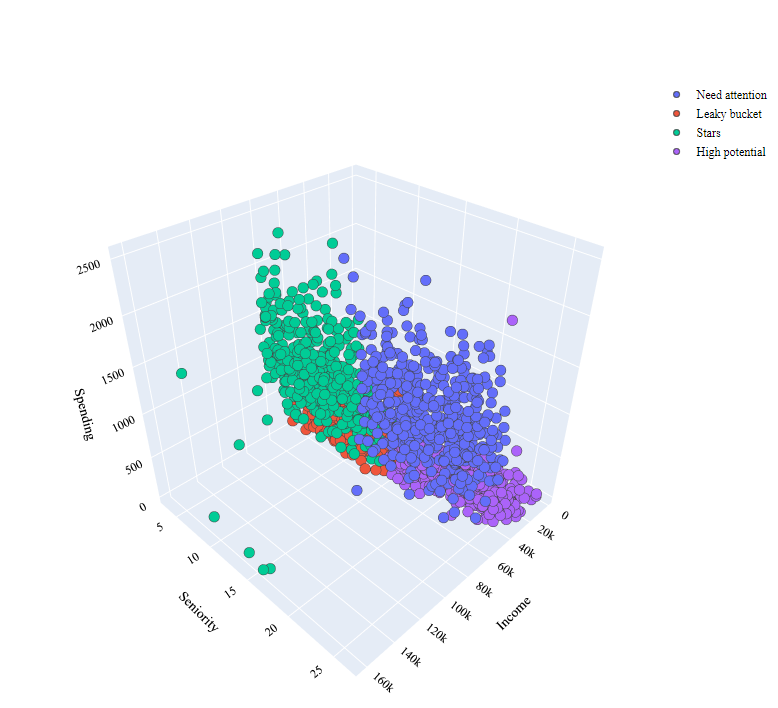 Need attention
Leaky bucket
Stars
High potential
2500
2000
1500
1000
500
0
Spending
5
10
15
20
25
Seniority
0
20k
40k
60k
80k
100k
120k
140k
160k
Income